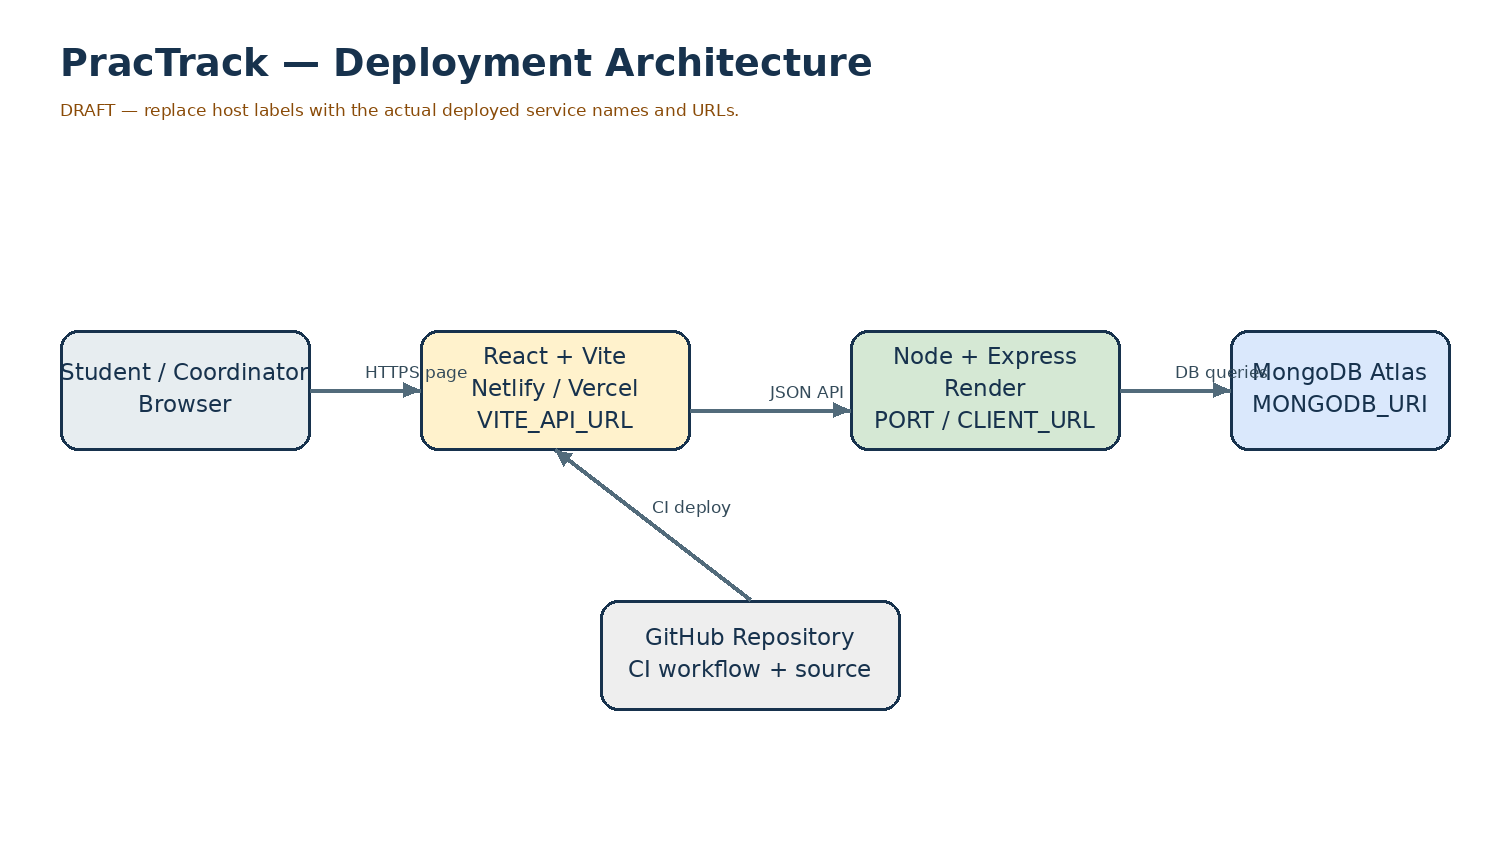 PracTrack — Deployment Architecture
DRAFT — replace host labels with the actual deployed service names and URLs.
Student / Coordinator
Browser
HTTPS page
React + Vite
Netlify / Vercel
VITE_API_URL
JSON API
Node + Express
Render
PORT / CLIENT_URL
DB queries
MongoDB Atlas
MONGODB_URI
CI deploy
GitHub Repository
CI workflow + source